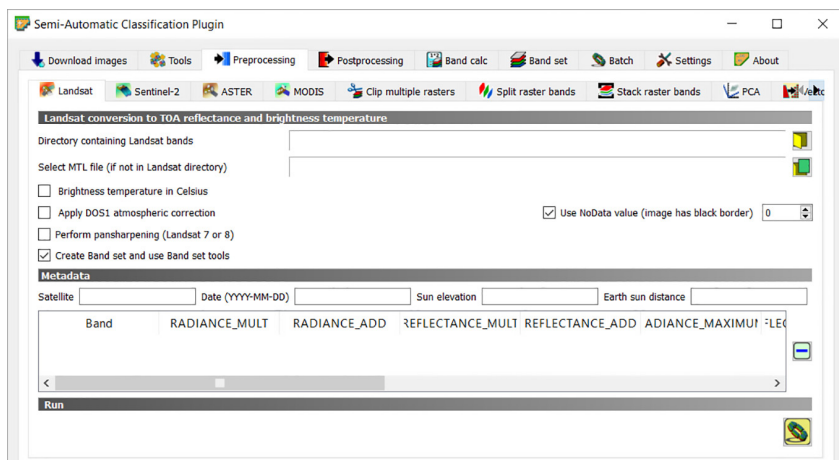 Semi-Automatic Classification Plugin
Download images Tools Preprocessing Postprocessing Band calc Band set Batch Settings About
Landsat Sentinel-2 ASTER MODIS Clip multiple rasters Split raster bands Stack raster bands PCA
Landsat conversion to TOA reflectance and brightness temperature
Directory containing Landsat bands
Select MTL file (if not in Landsat directory)
Brightness temperature in Celsius
Apply DOS1 atmospheric correction Use NoData value (image has black border) 0
Perform pansharpening (Landsat 7 or 8)
Create Band set and use Band set tools
Metadata
Satellite Date (YYYY-MM-DD) Sun elevation Earth sun distance
Band RADIANCE_MULT RADIANCE_ADD REFLECTANCE_MULT REFLECTANCE_ADD ADIANCE_MAXIMUM
Run